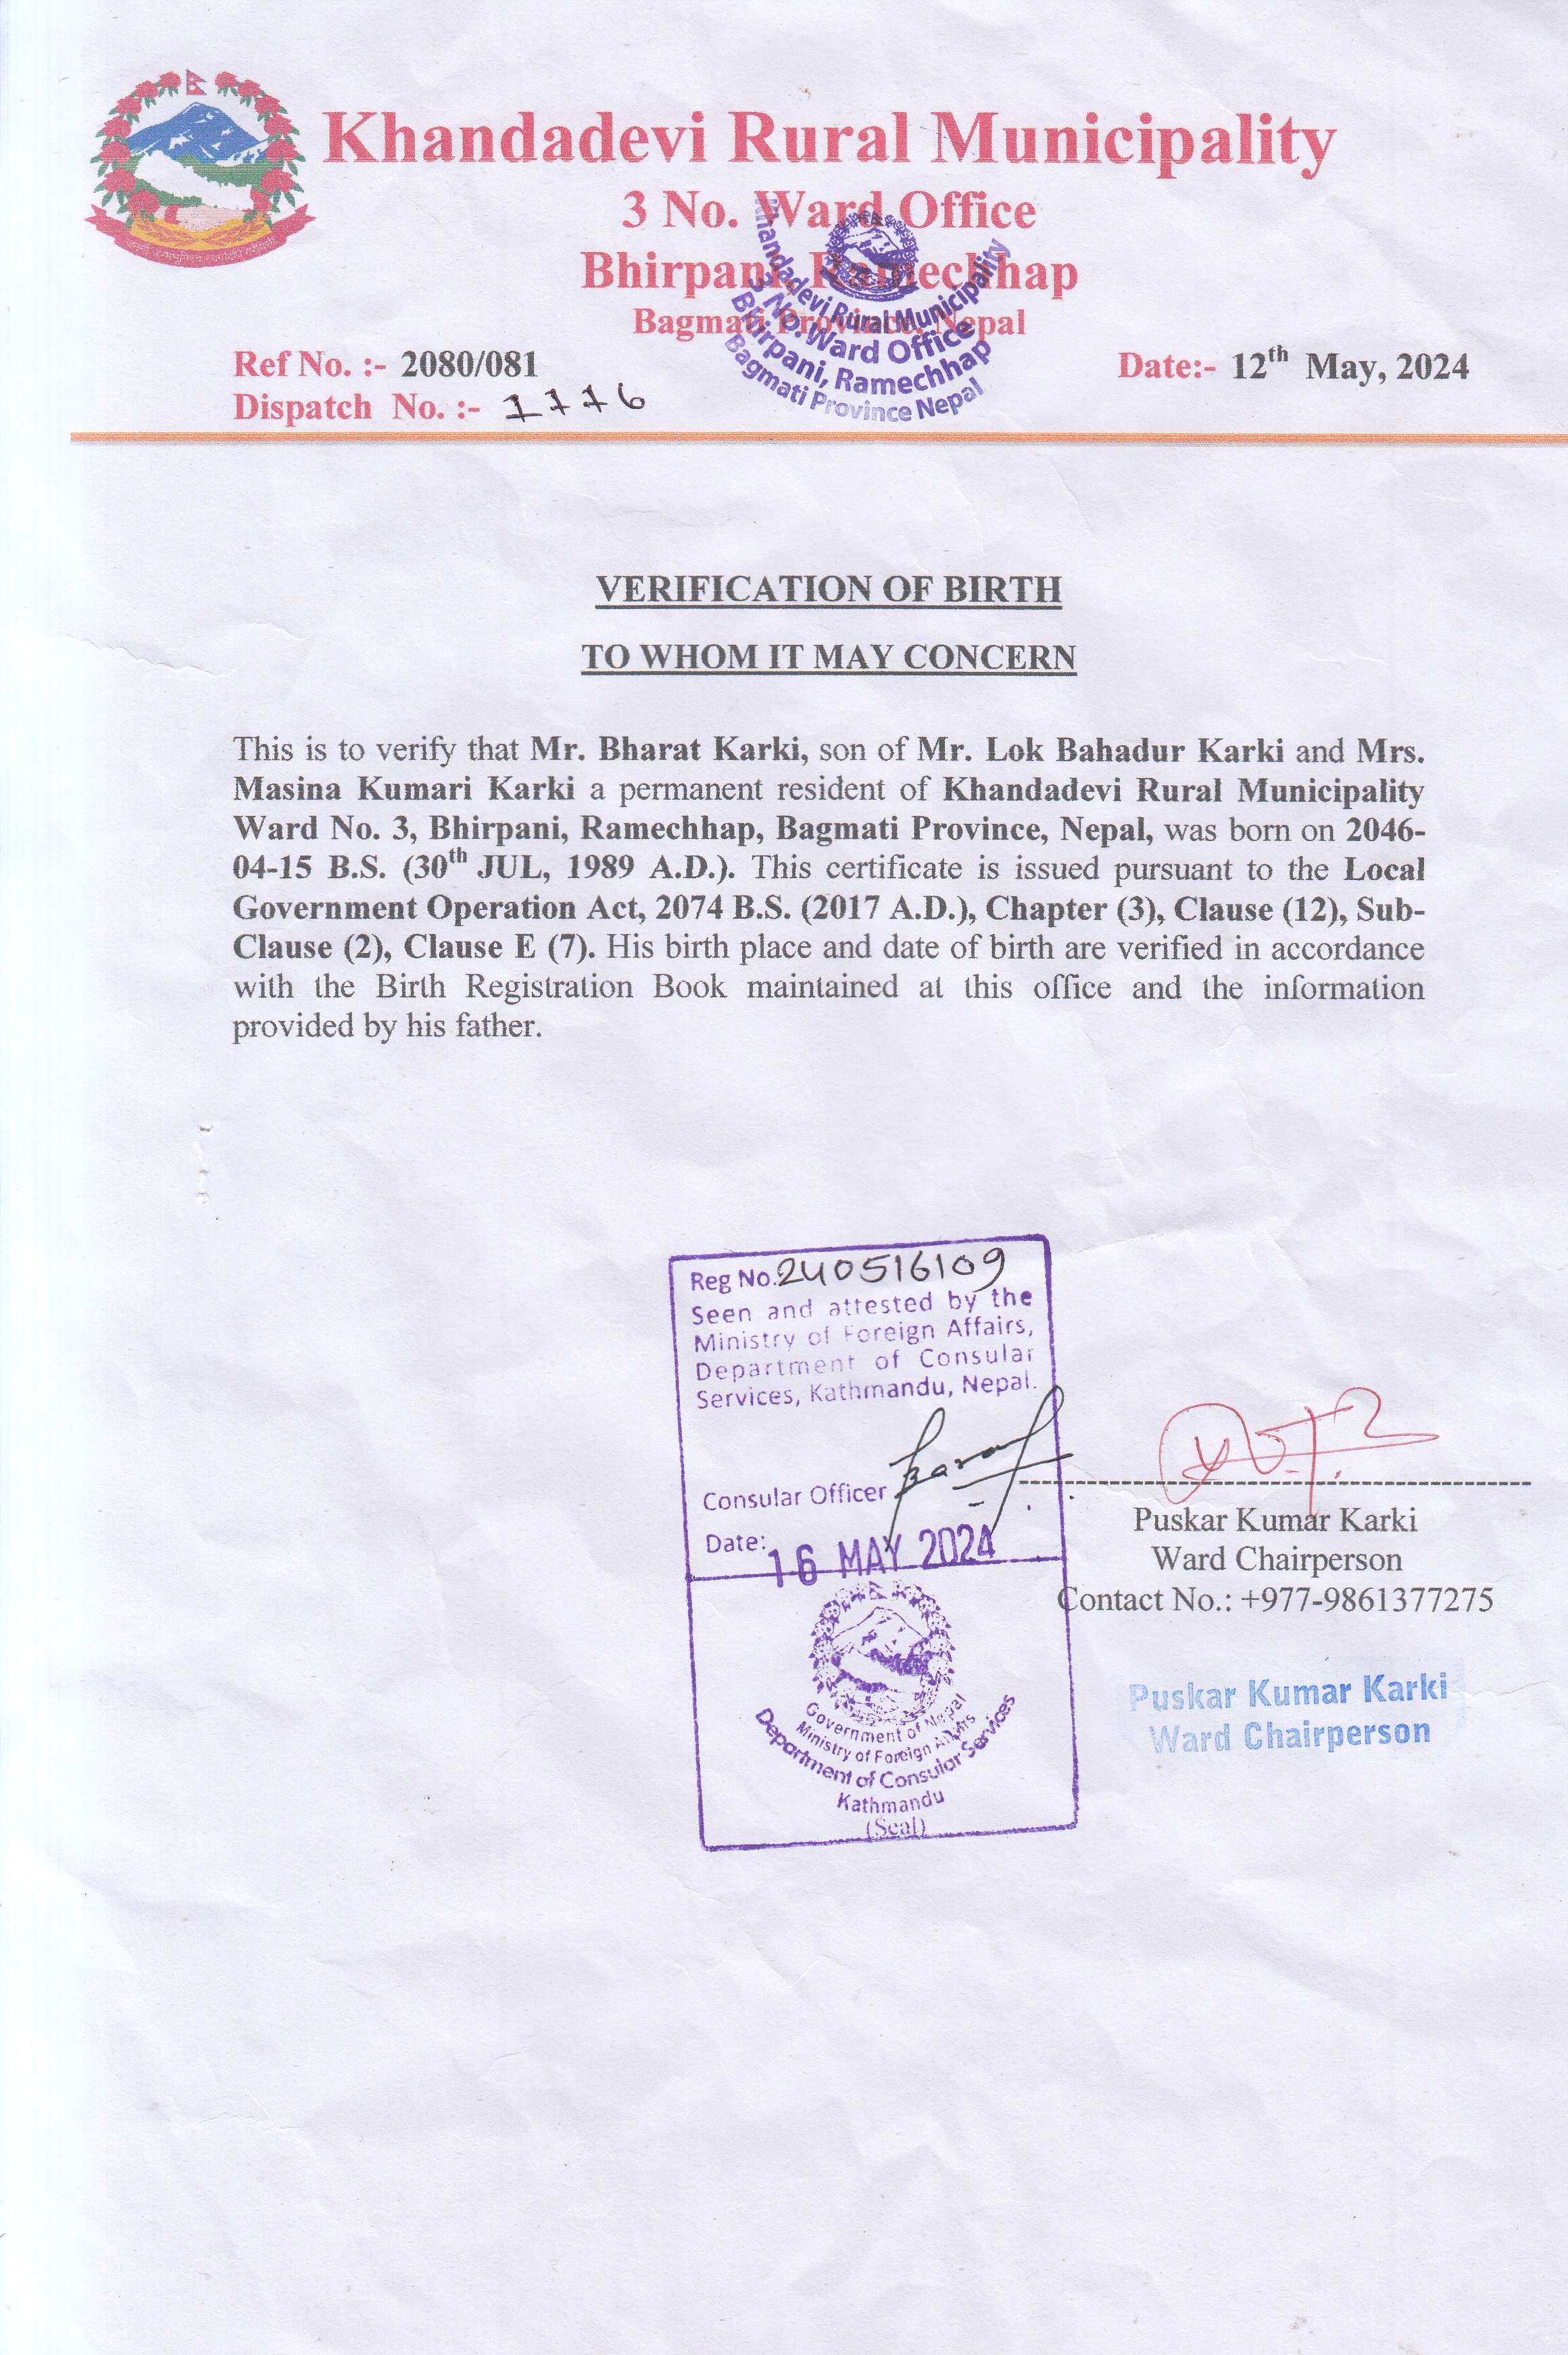 Khandadevi Rural Municipality
3 No. Ward Office
Bhirpani, Ramechhap
Bagmati Province, Nepal
Khandadevi Rural Municipality
3 No. Ward Office
Bhirpani, Ramechhap
Bagmati Province Nepal
Ref No. :- 2080/081
Date:- 12th May, 2024
Dispatch No. :- 1776
VERIFICATION OF BIRTH
TO WHOM IT MAY CONCERN
This is to verify that Mr. Bharat Karki, son of Mr. Lok Bahadur Karki and Mrs.
Masina Kumari Karki a permanent resident of Khandadevi Rural Municipality
Ward No. 3, Bhirpani, Ramechhap, Bagmati Province, Nepal, was born on 2046-
04-15 B.S. (30th JUL, 1989 A.D.). This certificate is issued pursuant to the Local
Government Operation Act, 2074 B.S. (2017 A.D.), Chapter (3), Clause (12), Sub-
Clause (2), Clause E (7). His birth place and date of birth are verified in accordance
with the Birth Registration Book maintained at this office and the information
provided by his father.
Reg No. 240516109
Seen and attested by the
Ministry of Foreign Affairs,
Department of Consular
Services, Kathmandu, Nepal.
Consular Officer
Date: 16 MAY 2024
Government of Nepal
Ministry of Foreign Affairs
Department of Consular Services
Kathmandu
(Seal)
Puskar Kumar Karki
Ward Chairperson
Contact No.: +977-9861377275
Puskar Kumar Karki
Ward Chairperson